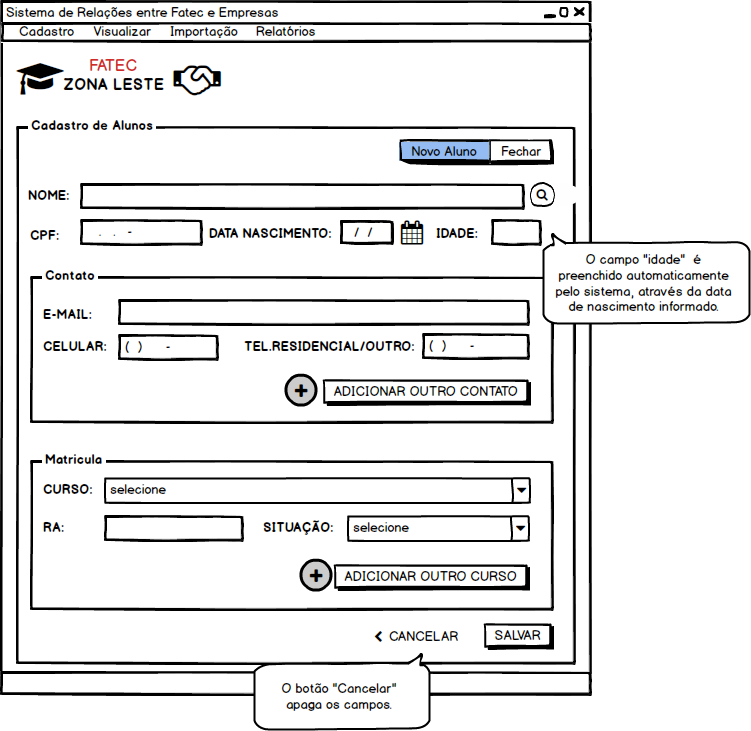 Sistema de Relações entre Fatec e Empresas
Cadastro Visualizar Importação Relatórios
FATEC
ZONA LESTE
Cadastro de Alunos
Novo Aluno Fechar
NOME:
CPF: . . - DATA NASCIMENTO: / / IDADE:
O campo "idade" é
preenchido automaticamente
pelo sistema, através da data
de nascimento informado.
Contato
E-MAIL:
CELULAR: ( ) - TEL.RESIDENCIAL/OUTRO: ( ) -
+ ADICIONAR OUTRO CONTATO
Matricula
CURSO: selecione
RA: SITUAÇÃO: selecione
+ ADICIONAR OUTRO CURSO
< CANCELAR SALVAR
O botão "Cancelar"
apaga os campos.